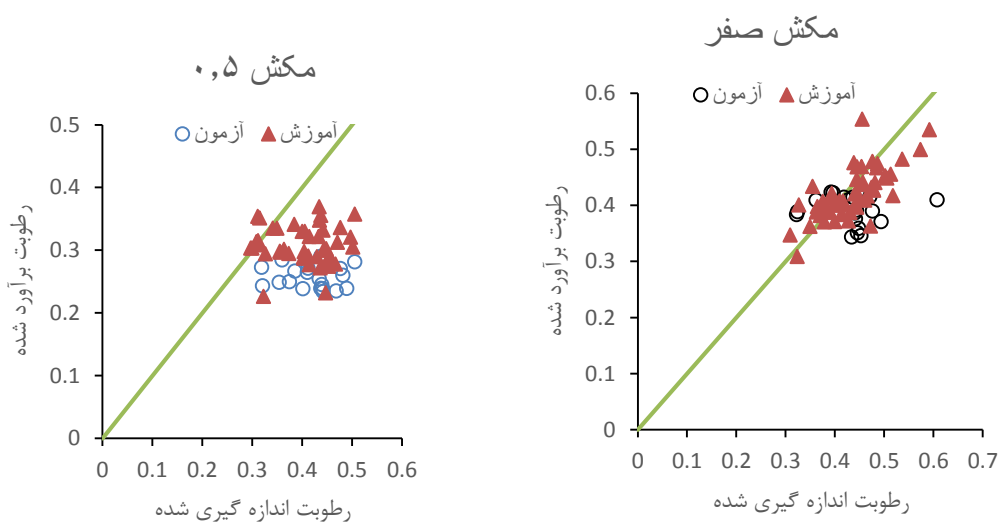 مکش ۰,۵
آزمون آموزش
0.5
0.4
0.3
0.2
0.1
0
0 0.1 0.2 0.3 0.4 0.5 0.6
رطوبت برآورد شده
رطوبت اندازه گیری شده
مکش صفر
آزمون آموزش
0.6
0.5
0.4
0.3
0.2
0.1
0
0 0.1 0.2 0.3 0.4 0.5 0.6 0.7
رطوبت برآورد شده
رطوبت اندازه گیری شده